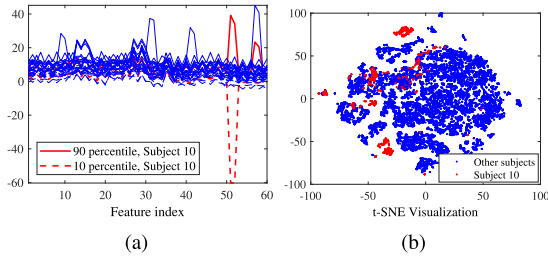 40
20
0
-20
-40
-60
90 percentile, Subject 10
10 percentile, Subject 10
10 20 30 40 50 60
Feature index
(a)
100
50
0
-50
-100
Other subjects
Subject 10
-100 -50 0 50 100
t-SNE Visualization
(b)